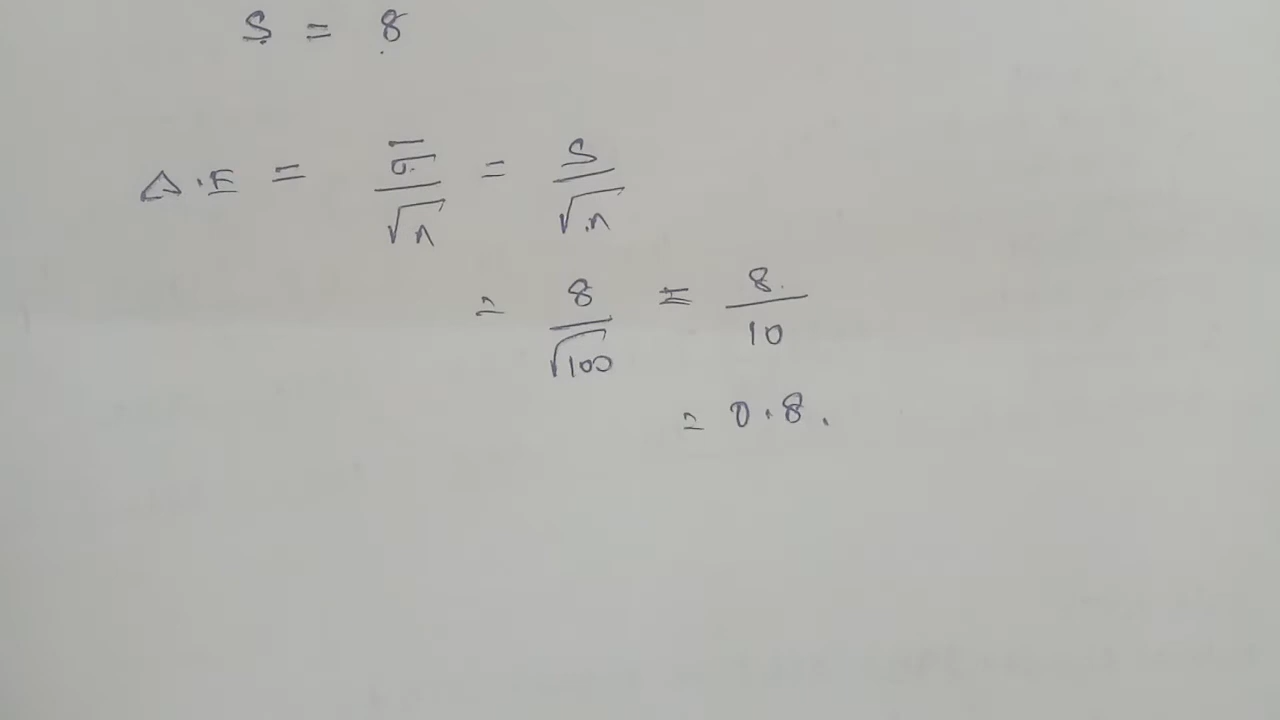 S = 8
Δ.E = σ̅/√n = S/√n
= 8/√100 = 8/10
= 0.8.